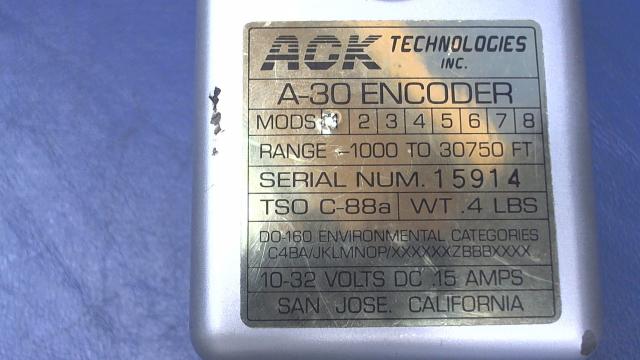 ACK TECHNOLOGIES INC.
A-30 ENCODER
MODS 1 2 3 4 5 6 7 8
RANGE -1000 TO 30750 FT
SERIAL NUM. 15914
TSO C-88a WT .4 LBS
DO-160 ENVIRONMENTAL CATEGORIES
C4BA/JKLMNOP/XXXXXXZBBBXXXX
10-32 VOLTS DC .15 AMPS
SAN JOSE. CALIFORNIA